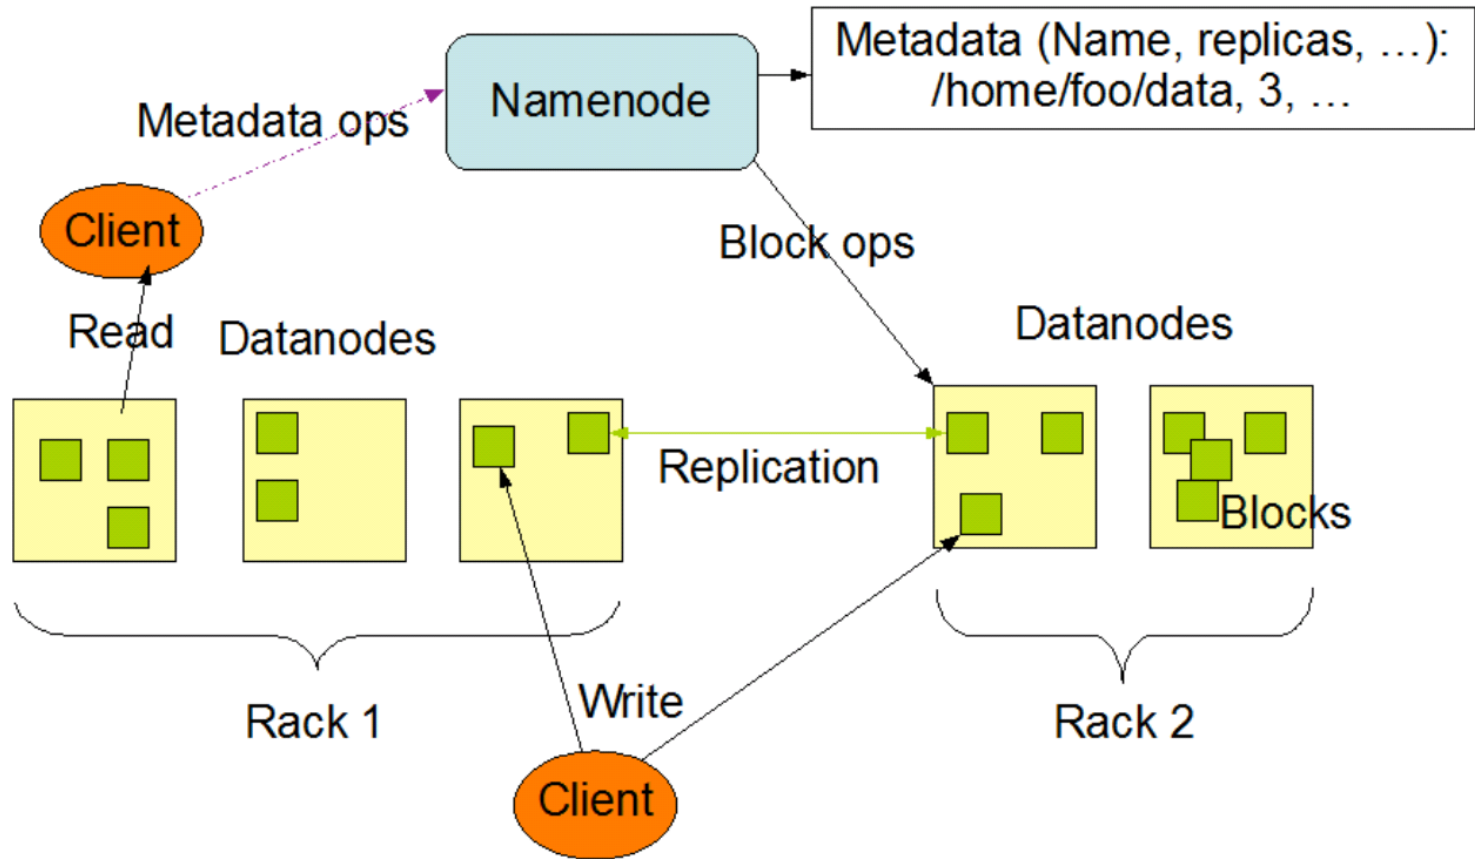 Metadata (Name, replicas, …):
/home/foo/data, 3, …
Namenode
Metadata ops
Client
Block ops
Read
Datanodes
Datanodes
Replication
Blocks
Rack 1
Write
Rack 2
Client